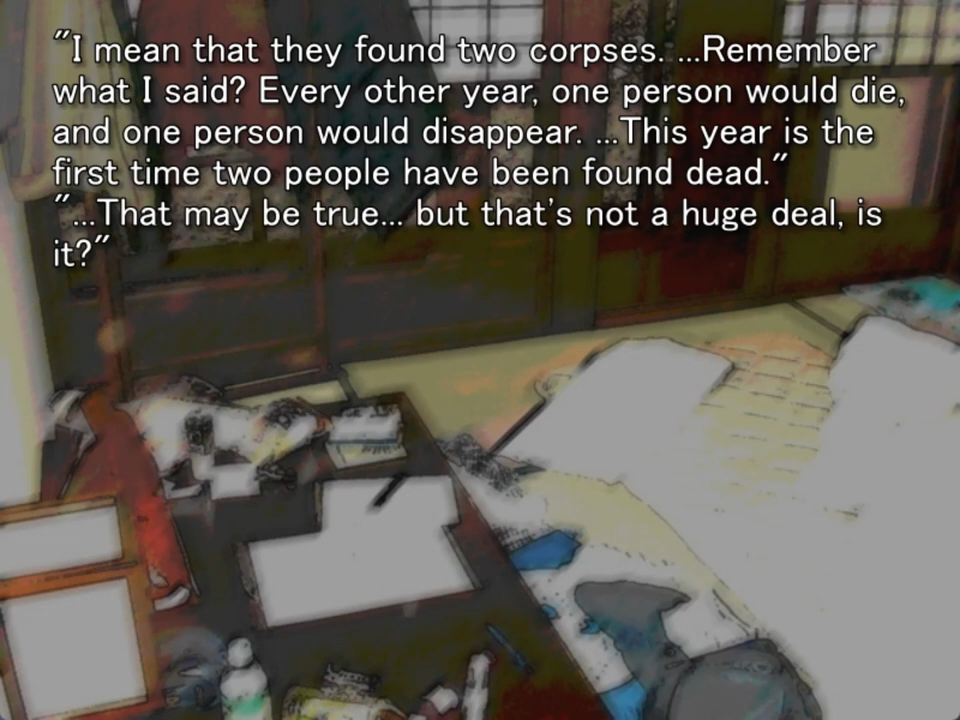 "I mean that they found two corpses. ...Remember
what I said? Every other year, one person would die,
and one person would disappear. ...This year is the
first time two people have been found dead."
"...That may be true... but that's not a huge deal, is
it?"